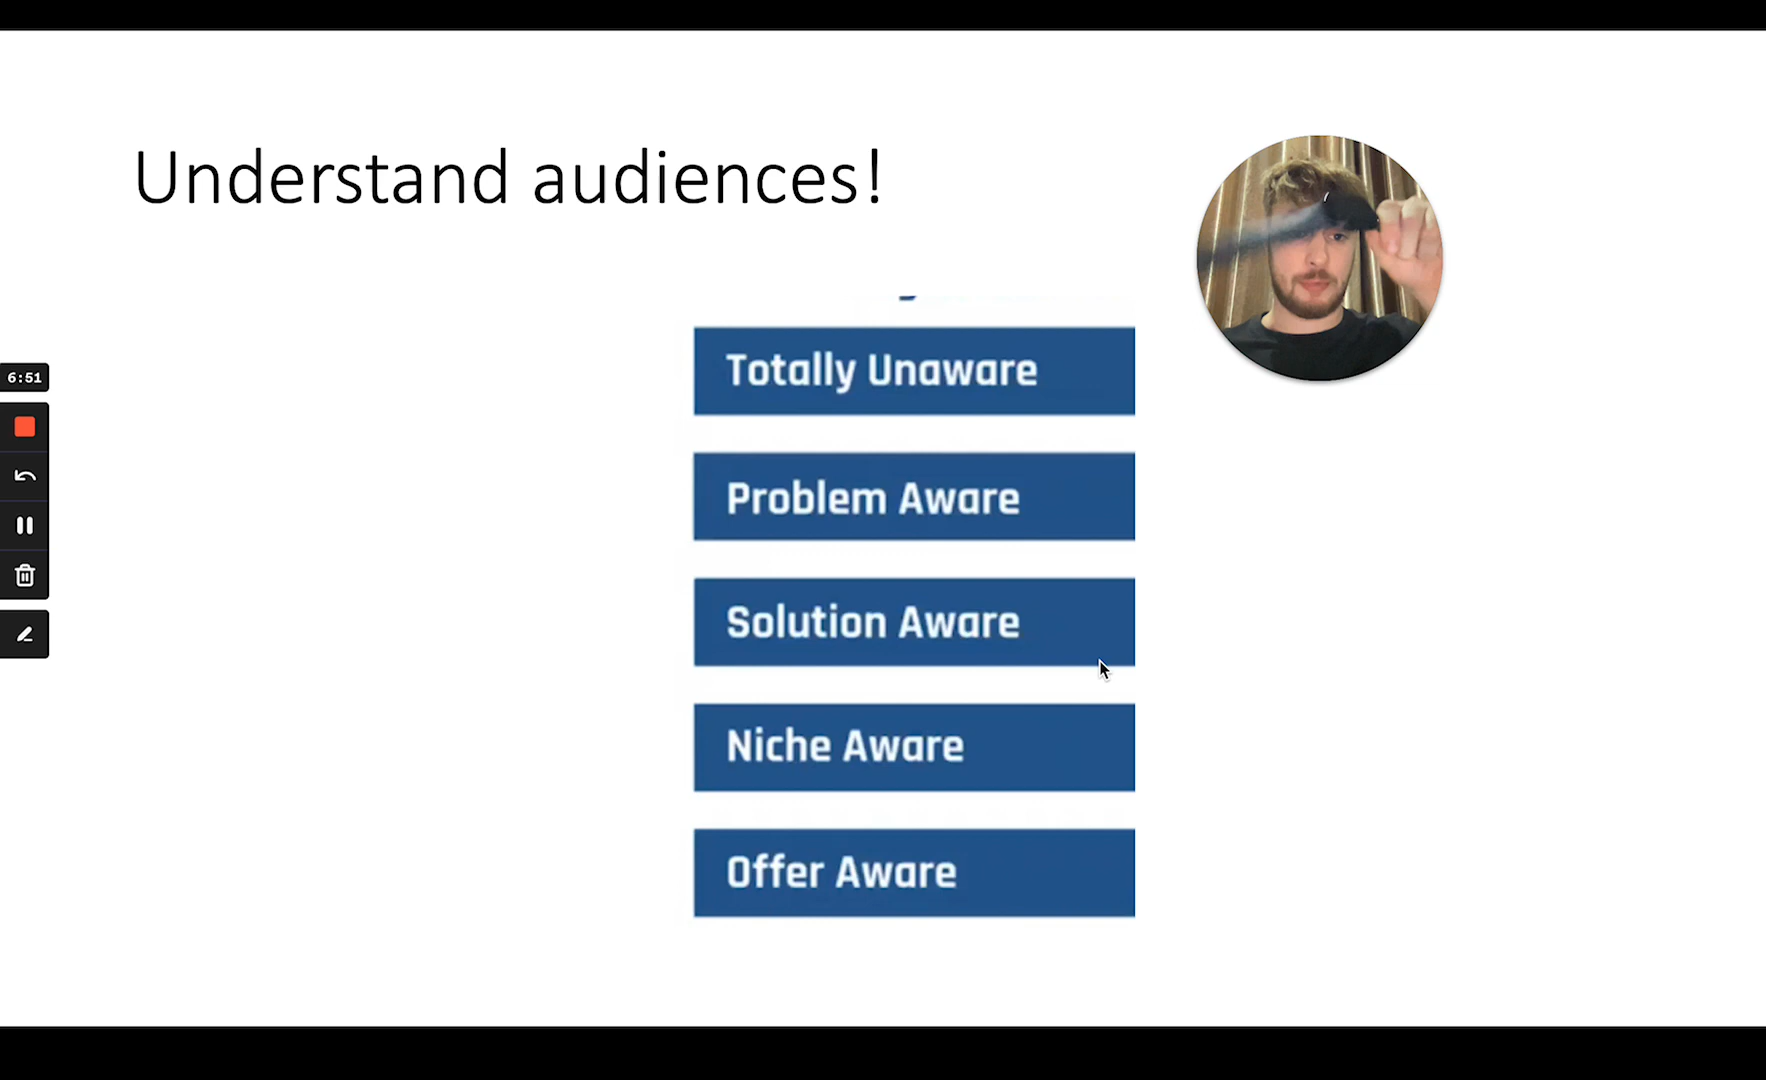 Understand audiences!
Totally Unaware
6:51
Problem Aware
Solution Aware
Niche Aware
Offer Aware